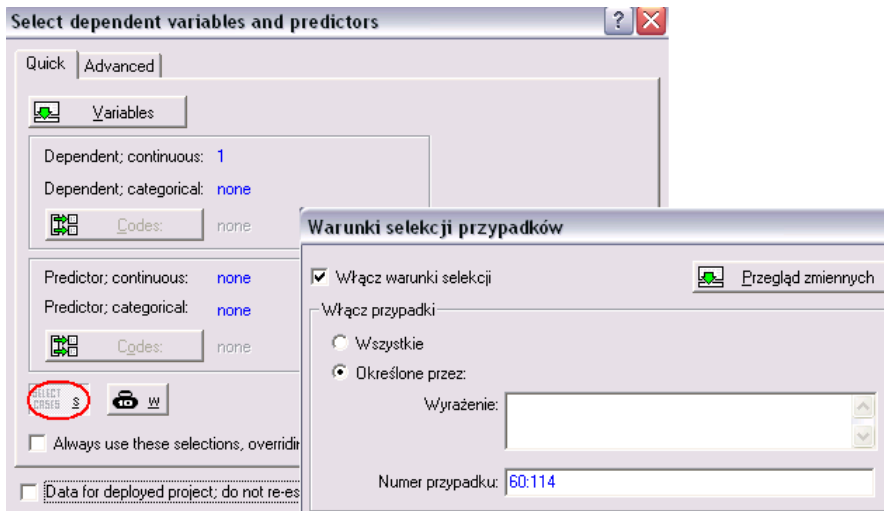 Select dependent variables and predictors
?
Quick
Advanced
Variables
Dependent; continuous: 1
Dependent; categorical: none
Codes: none
Predictor; continuous: none
Predictor; categorical: none
Codes: none
SELECT CASES S
w
Always use these selections, overridin
Data for deployed project; do not re-es
Warunki selekcji przypadków
Włącz warunki selekcji
Przegląd zmiennych
Włącz przypadki
Wszystkie
Określone przez:
Wyrażenie:
Numer przypadku: 60:114